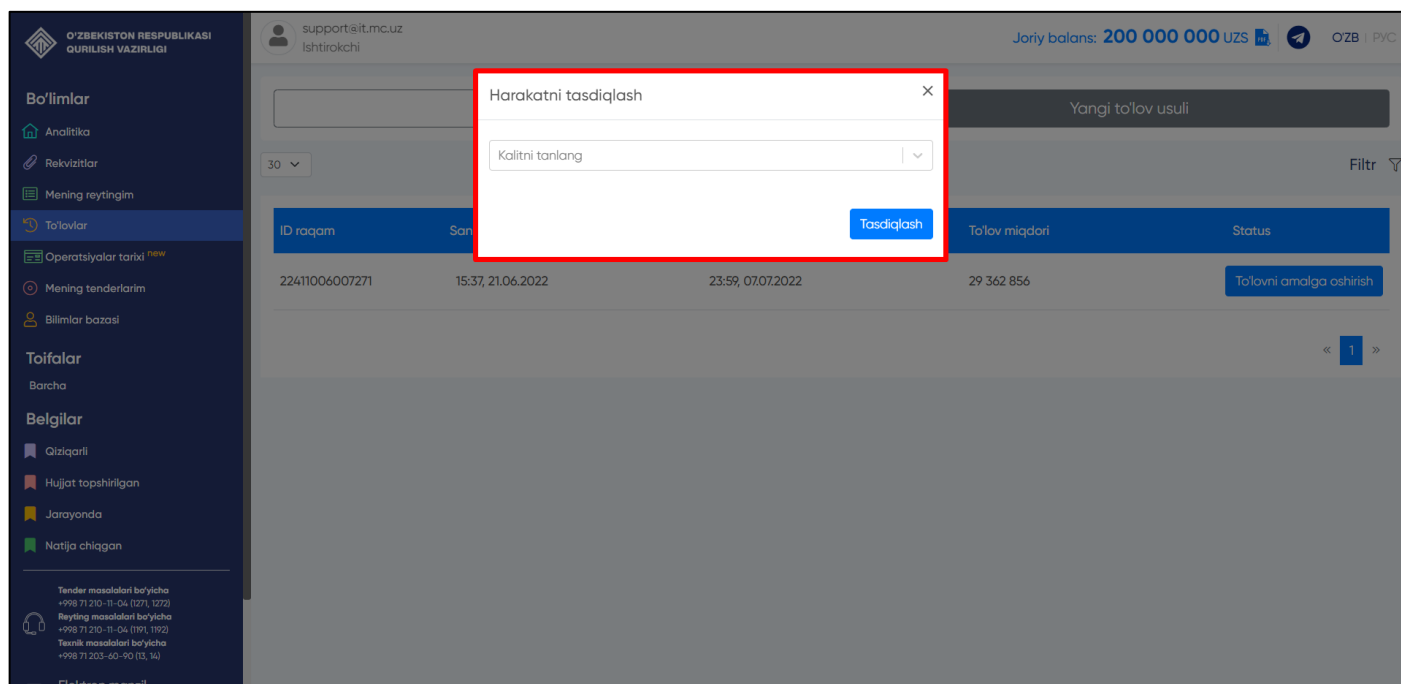 O'ZBEKISTON RESPUBLIKASI
QURILISH VAZIRLIGI
support@it.mc.uz
Ishtirokchi
Joriy balans: 200 000 000 UZS
O'ZB | РУС
Bo'limlar
Analitika
Rekvizitlar
Mening reytingim
To'lovlar
Operatsiyalar tarixi new
Mening tenderlarim
Bilimlar bazasi
Toifalar
Barcha
Belgilar
Qiziqarli
Hujjat topshirilgan
Jarayonda
Natija chiqgan
Tender masalalari bo'yicha
+998 71 210-11-04 (1271, 1272)
Reyting masalalari bo'yicha
+998 71 210-11-04 (1191, 1192)
Texnik masalalari bo'yicha
+998 71 203-60-90 (13, 14)
Harakatni tasdiqlash
×
Kalitni tanlang
Tasdiqlash
Yangi to'lov usuli
30
Filtr
ID raqam San To'lov miqdori Status
22411006007271 15:37, 21.06.2022 23:59, 07.07.2022 29 362 856 To'lovni amalga oshirish
« 1 »